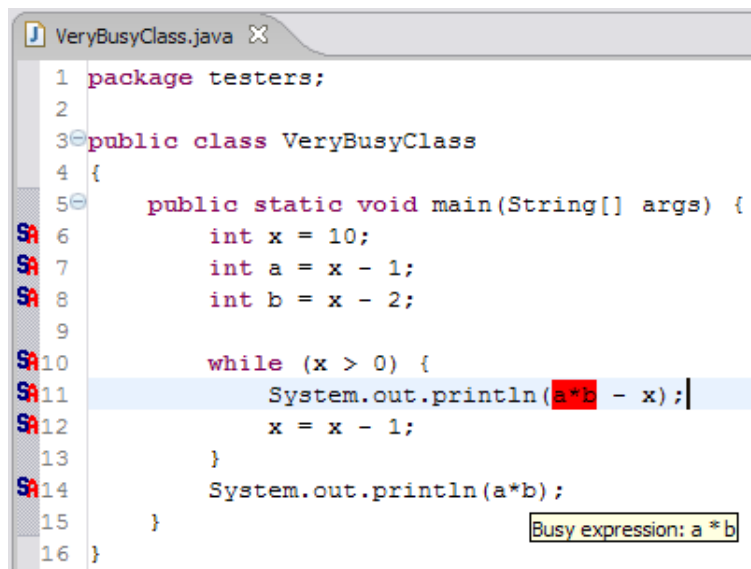 J VeryBusyClass.java
1 package testers;
2
3 public class VeryBusyClass
4 {
5 public static void main(String[] args) {
SA 6 int x = 10;
SA 7 int a = x - 1;
SA 8 int b = x - 2;
9
SA 10 while (x > 0) {
SA 11 System.out.println(a*b - x);
SA 12 x = x - 1;
13 }
SA 14 System.out.println(a*b);
15 }
Busy expression: a * b
16 }